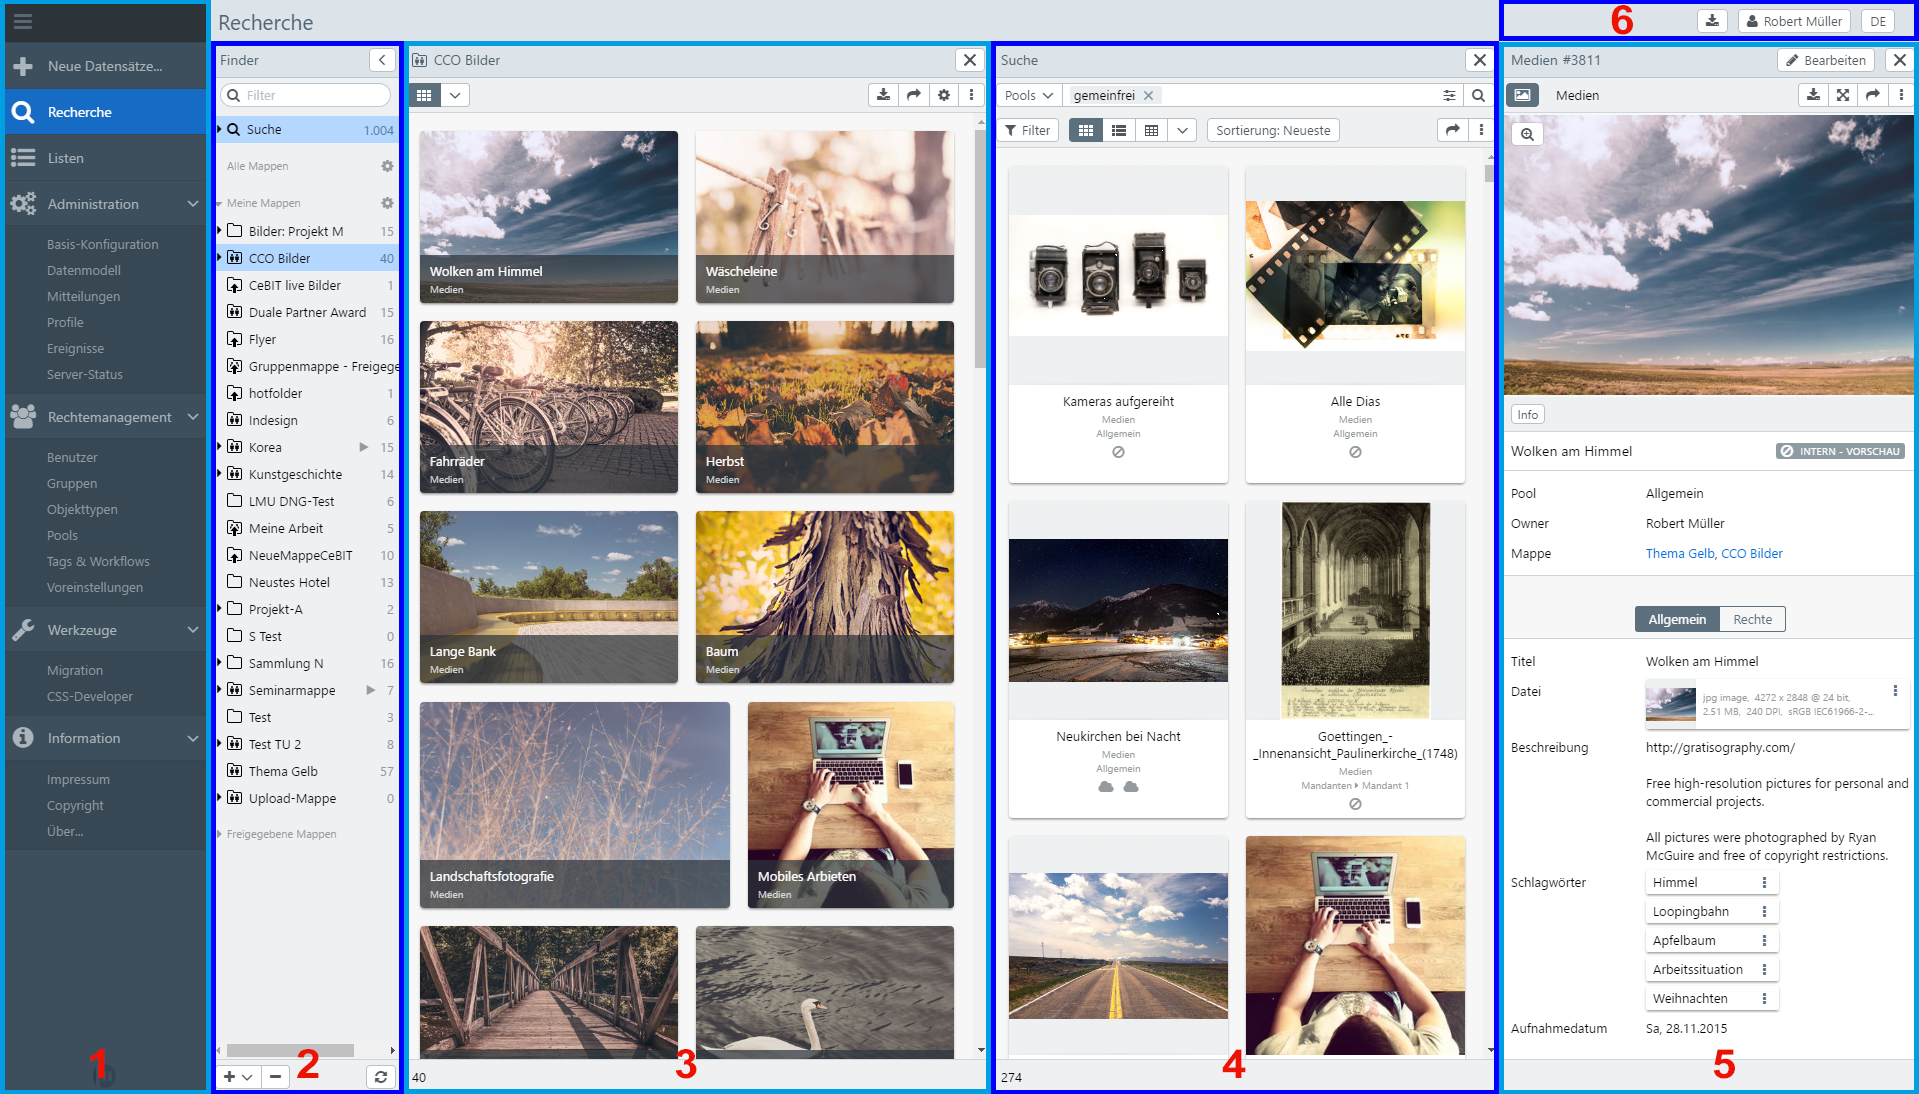 Recherche
6
Robert Müller
DE
Neue Datensätze...
Recherche
Listen
Administration
Basis-Konfiguration
Datenmodell
Mitteilungen
Profile
Ereignisse
Server-Status
Rechtemanagement
Benutzer
Gruppen
Objekttypen
Pools
Tags & Workflows
Voreinstellungen
Werkzeuge
Migration
CSS-Developer
Information
Impressum
Copyright
Über...
1
Finder
Filter
Suche 1.004
Alle Mappen
Meine Mappen
Bilder: Projekt M 15
CCO Bilder 40
CeBIT live Bilder 1
Duale Partner Award 15
Flyer 16
Gruppenmappe - Freigege
hotfolder 1
Indesign 6
Korea 15
Kunstgeschichte 14
LMU DNG-Test 6
Meine Arbeit 5
NeueMappeCeBIT 10
Neustes Hotel 13
Projekt-A 2
S Test 0
Sammlung N 16
Seminarmappe 7
Test 3
Test TU 2 8
Thema Gelb 57
Upload-Mappe 0
Freigegebene Mappen
2
CCO Bilder
Wolken am Himmel
Medien
Wäscheleine
Medien
Fahrräder
Medien
Herbst
Medien
Lange Bank
Medien
Baum
Medien
Landschaftsfotografie
Medien
Mobiles Arbieten
Medien
40
3
Suche
Pools
gemeinfrei
Filter
Sortierung: Neueste
Kameras aufgereiht
Medien
Allgemein
Alle Dias
Medien
Allgemein
Neukirchen bei Nacht
Medien
Allgemein
Goettingen_-
_Innenansicht_Paulinerkirche_(1748)
Medien
Mandanten Mandant 1
274
4
Medien #3811
Bearbeiten
Medien
Info
Wolken am Himmel
INTERN - VORSCHAU
Pool Allgemein
Owner Robert Müller
Mappe Thema Gelb, CCO Bilder
Allgemein Rechte
Titel Wolken am Himmel
Datei jpg image, 4272 x 2848 @ 24 bit,
2.51 MB, 240 DPI, sRGB IEC61966-2-...
Beschreibung http://gratisography.com/
Free high-resolution pictures for personal and
commercial projects.
All pictures were photographed by Ryan
McGuire and free of copyright restrictions.
Schlagwörter Himmel
Loopingbahn
Apfelbaum
Arbeitssituation
Weihnachten
Aufnahmedatum Sa, 28.11.2015
5